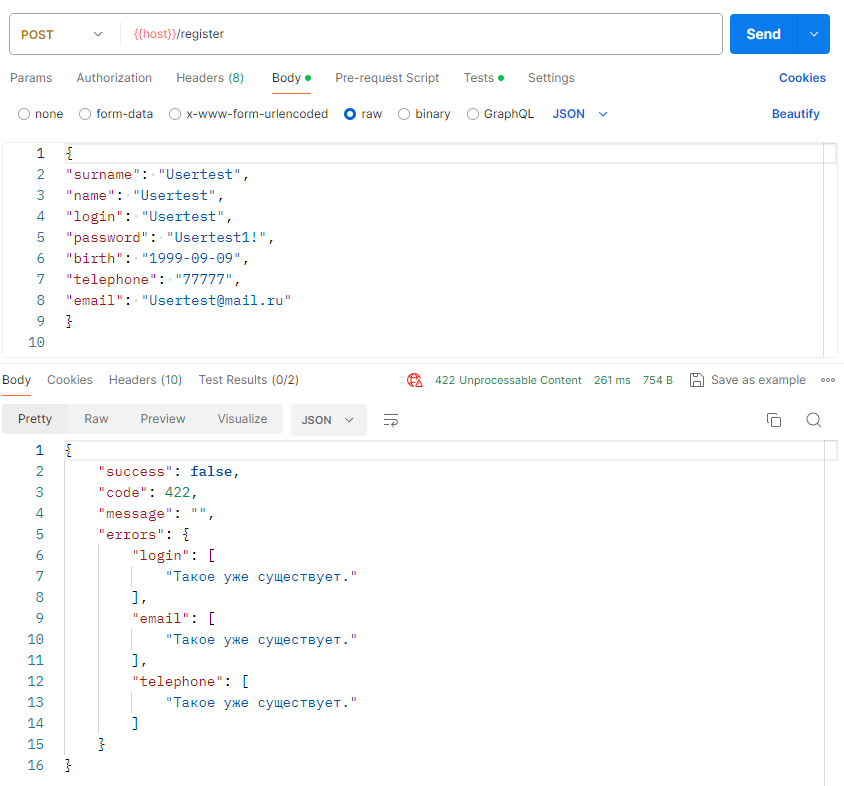 POST {{host}}/register Send
Params Authorization Headers (8) Body Pre-request Script Tests Settings Cookies
none form-data x-www-form-urlencoded raw binary GraphQL JSON Beautify
1 {
2 "surname": "Usertest",
3 "name": "Usertest",
4 "login": "Usertest",
5 "password": "Usertest1!",
6 "birth": "1999-09-09",
7 "telephone": "77777",
8 "email": "Usertest@mail.ru"
9 }
10
Body Cookies Headers (10) Test Results (0/2) 422 Unprocessable Content 261 ms 754 B Save as example
Pretty Raw Preview Visualize JSON
1 {
2 "success": false,
3 "code": 422,
4 "message": "",
5 "errors": {
6 "login": [
7 "Такое уже существует."
8 ],
9 "email": [
10 "Такое уже существует."
11 ],
12 "telephone": [
13 "Такое уже существует."
14 ]
15 }
16 }